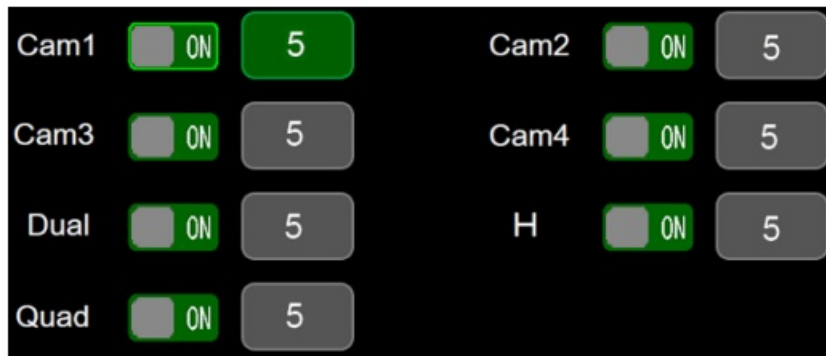 Cam1 ON 5 Cam2 ON 5
Cam3 ON 5 Cam4 ON 5
Dual ON 5 H ON 5
Quad ON 5